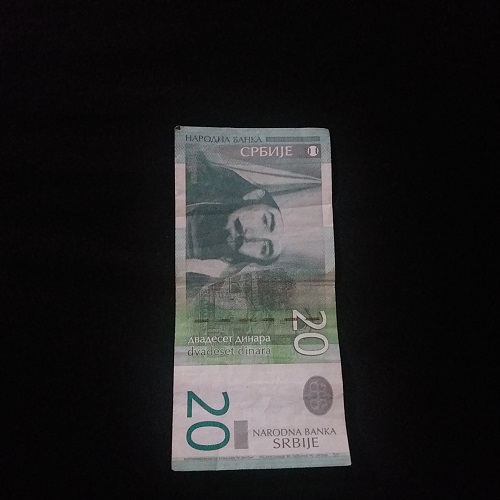 НАРОДНА БАНКА
СРБИЈЕ
20
двадесет динара
dvadeset dinara
20
NARODNA BANKA
SRBIJE